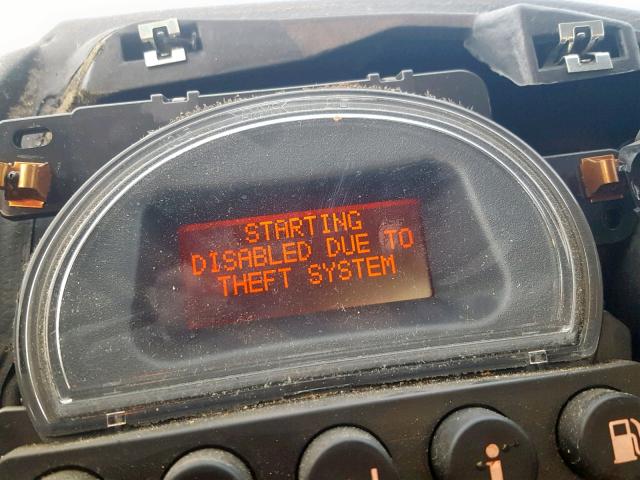 STARTING
DISABLED DUE TO
THEFT SYSTEM
i